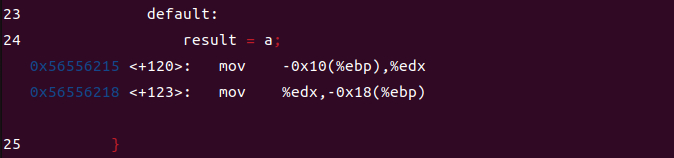 23 default:
24 result = a;
0x56556215 <+120>: mov -0x10(%ebp),%edx
0x56556218 <+123>: mov %edx,-0x18(%ebp)
25 }